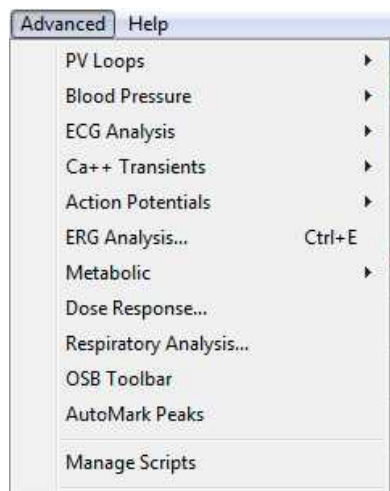 Advanced Help
PV Loops
Blood Pressure
ECG Analysis
Ca++ Transients
Action Potentials
ERG Analysis... Ctrl+E
Metabolic
Dose Response...
Respiratory Analysis...
OSB Toolbar
AutoMark Peaks
Manage Scripts